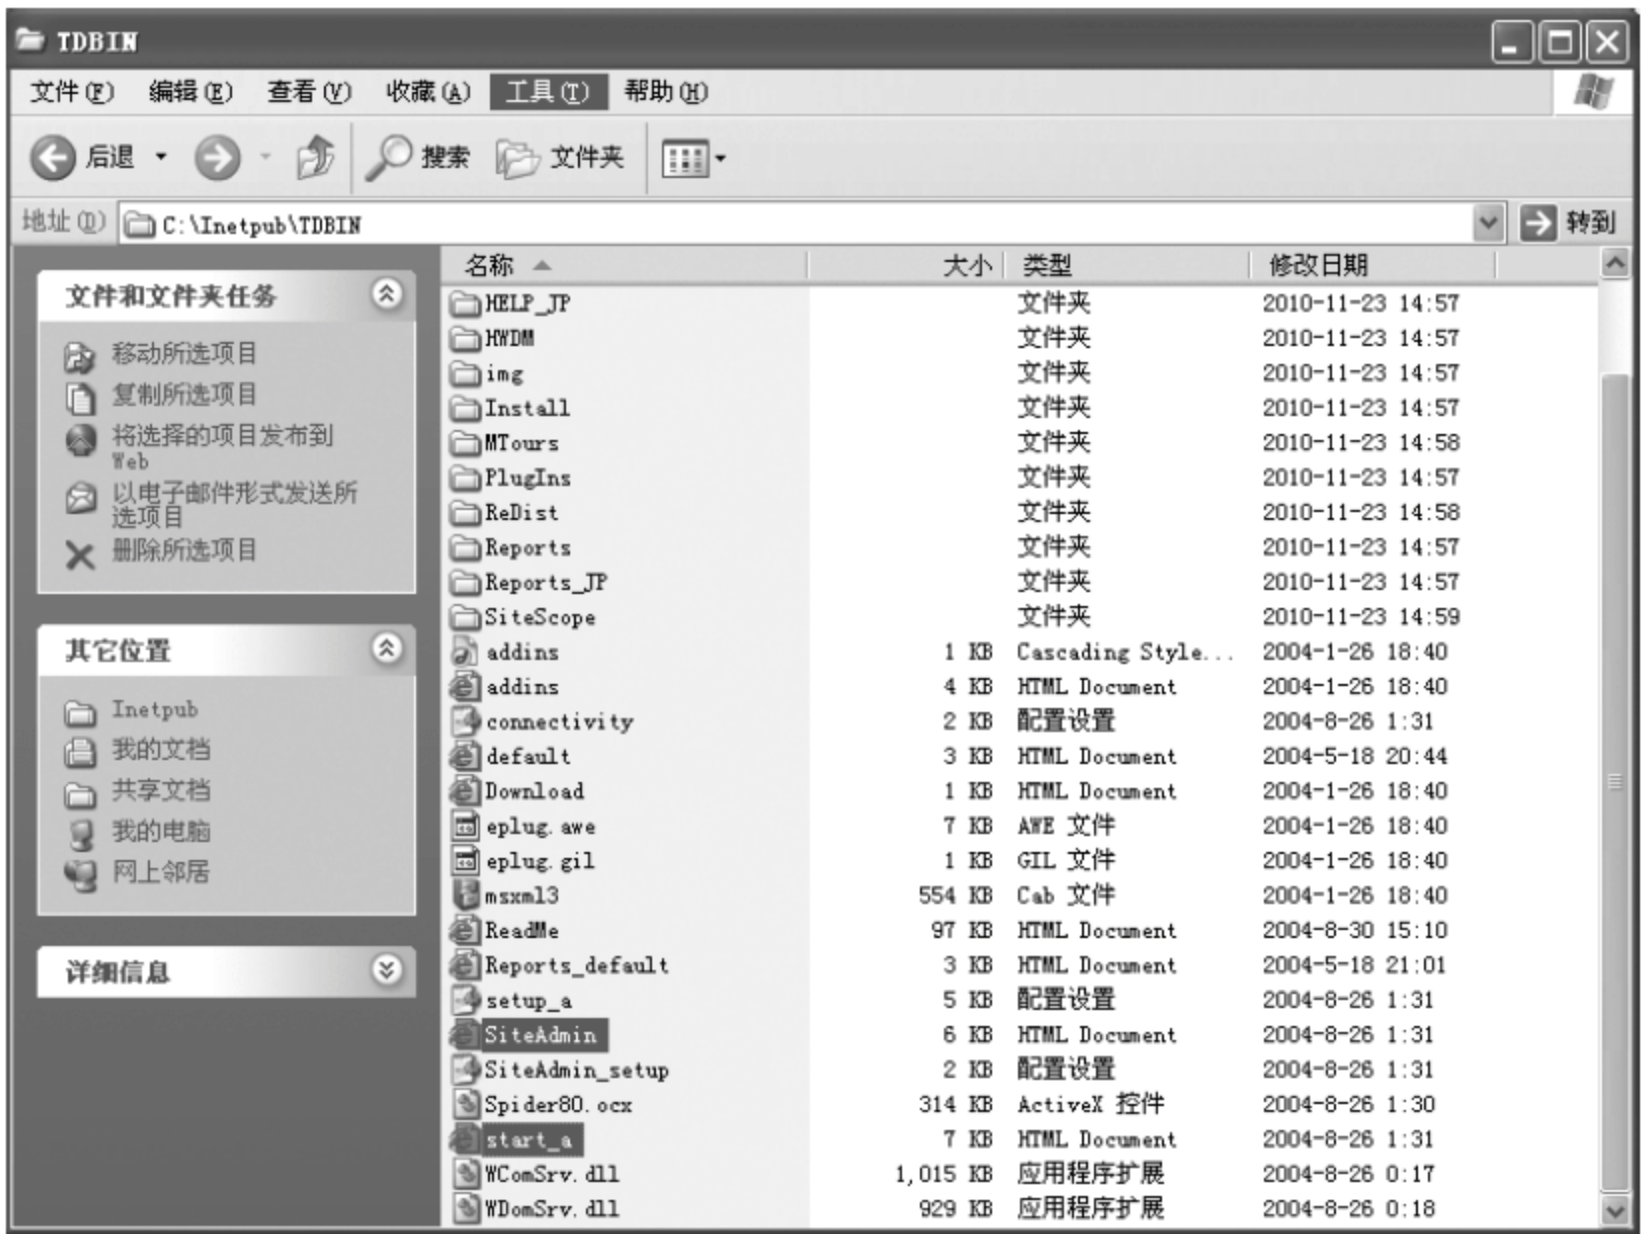 TDBIN
文件(F) 编辑(E) 查看(V) 收藏(A) 工具(T) 帮助(H)
后退 搜索 文件夹
地址(D) C:\Inetpub\TDBIN 转到
文件和文件夹任务
移动所选项目
复制所选项目
将选择的项目发布到
Web
以电子邮件形式发送所
选项目
删除所选项目
其它位置
Inetpub
我的文档
共享文档
我的电脑
网上邻居
详细信息
名称 大小 类型 修改日期
HELP_JP 文件夹 2010-11-23 14:57
HWDM 文件夹 2010-11-23 14:57
img 文件夹 2010-11-23 14:57
Install 文件夹 2010-11-23 14:57
MTours 文件夹 2010-11-23 14:58
PlugIns 文件夹 2010-11-23 14:57
ReDist 文件夹 2010-11-23 14:58
Reports 文件夹 2010-11-23 14:57
Reports_JP 文件夹 2010-11-23 14:57
SiteScope 文件夹 2010-11-23 14:59
addins 1 KB Cascading Style... 2004-1-26 18:40
addins 4 KB HTML Document 2004-1-26 18:40
connectivity 2 KB 配置设置 2004-8-26 1:31
default 3 KB HTML Document 2004-5-18 20:44
Download 1 KB HTML Document 2004-1-26 18:40
eplug.awe 7 KB AWE 文件 2004-1-26 18:40
eplug.gil 1 KB GIL 文件 2004-1-26 18:40
msxml3 554 KB Cab 文件 2004-1-26 18:40
ReadMe 97 KB HTML Document 2004-8-30 15:10
Reports_default 3 KB HTML Document 2004-5-18 21:01
setup_a 5 KB 配置设置 2004-8-26 1:31
SiteAdmin 6 KB HTML Document 2004-8-26 1:31
SiteAdmin_setup 2 KB 配置设置 2004-8-26 1:31
Spider80.ocx 314 KB ActiveX 控件 2004-8-26 1:30
start_a 7 KB HTML Document 2004-8-26 1:31
WComSrv.dll 1,015 KB 应用程序扩展 2004-8-26 0:17
WDomSrv.dll 929 KB 应用程序扩展 2004-8-26 0:18